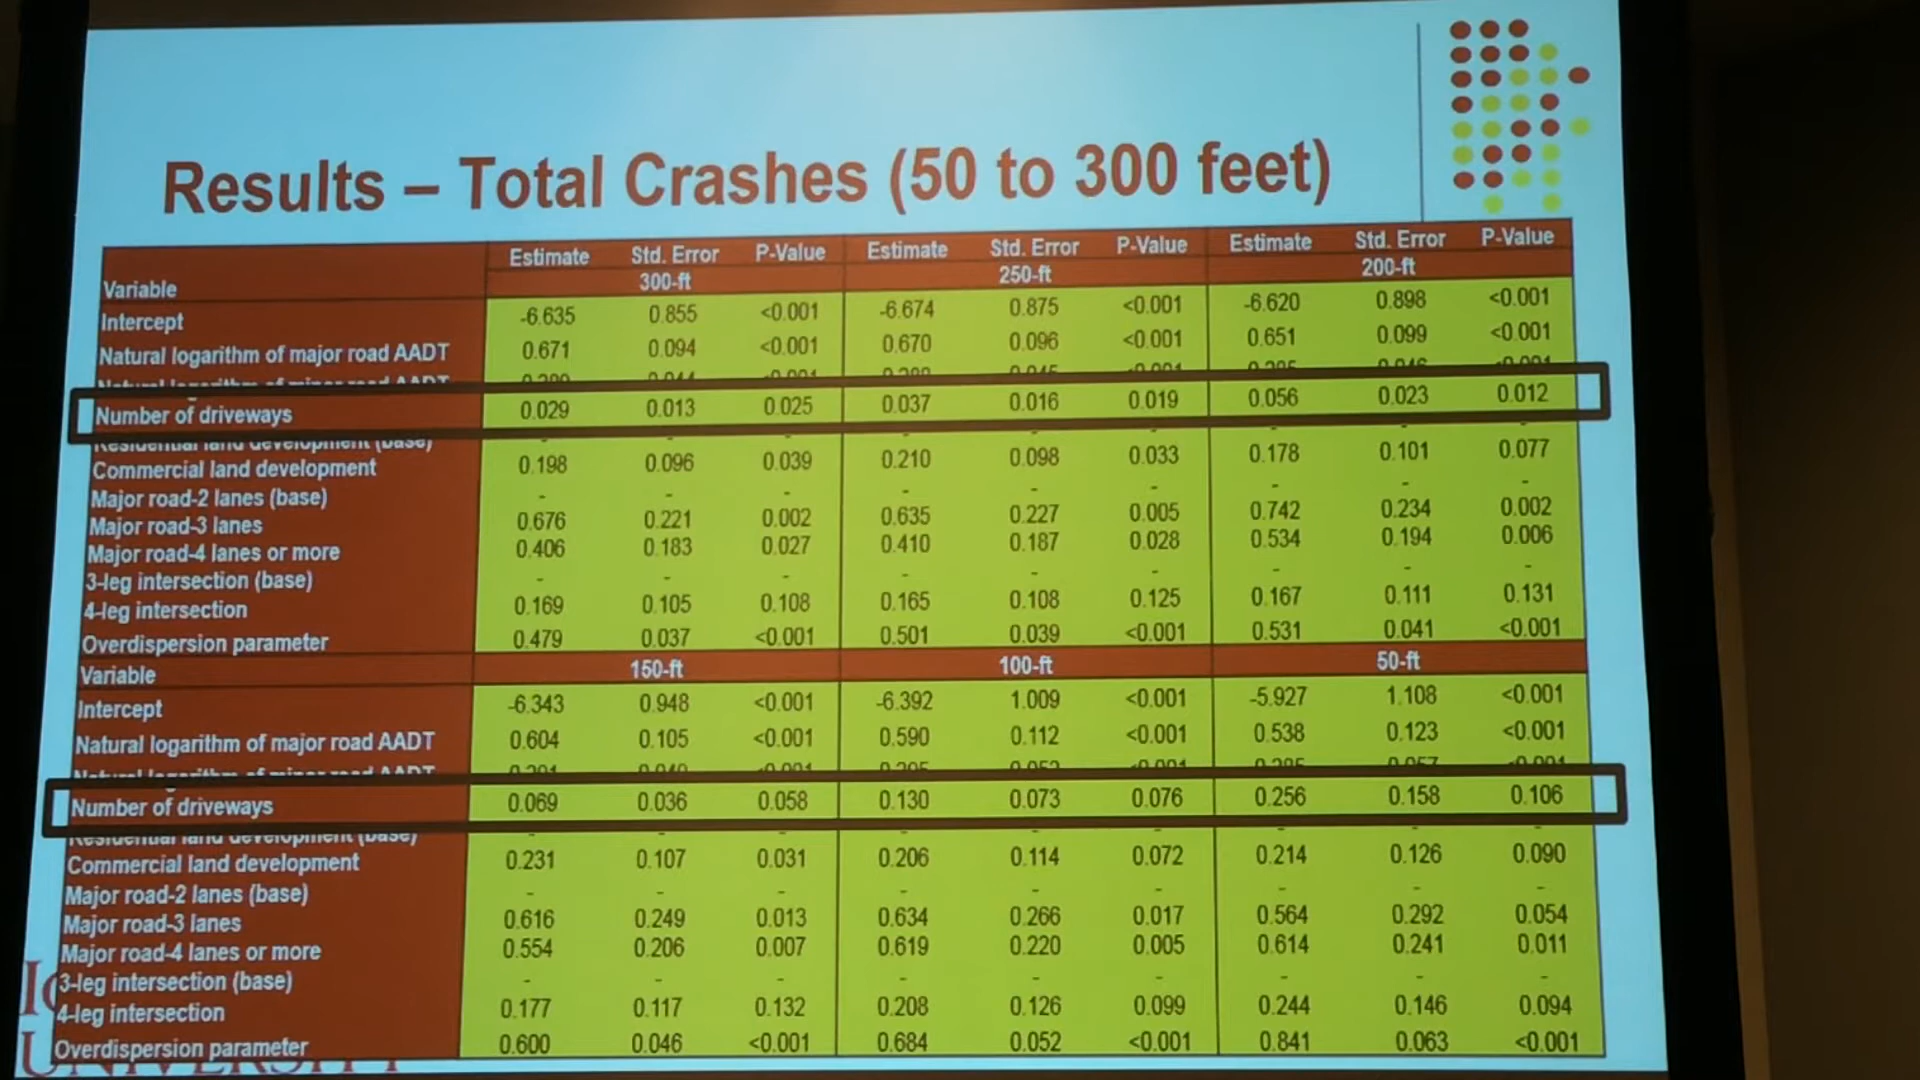 Results – Total Crashes (50 to 300 feet)
Variable Estimate Std. Error P-Value Estimate Std. Error P-Value Estimate Std. Error P-Value
300-ft 250-ft 200-ft
Intercept -6.635 0.855 <0.001 -6.674 0.875 <0.001 -6.620 0.898 <0.001
Natural logarithm of major road AADT 0.671 0.094 <0.001 0.670 0.096 <0.001 0.651 0.099 <0.001
Number of driveways 0.029 0.013 0.025 0.037 0.016 0.019 0.056 0.023 0.012
Residential land development (base) - - - - - - - - -
Commercial land development 0.198 0.096 0.039 0.210 0.098 0.033 0.178 0.101 0.077
Major road-2 lanes (base) - - - - - - - - -
Major road-3 lanes 0.676 0.221 0.002 0.635 0.227 0.005 0.742 0.234 0.002
Major road-4 lanes or more 0.406 0.183 0.027 0.410 0.187 0.028 0.534 0.194 0.006
3-leg intersection (base) - - - - - - - - -
4-leg intersection 0.169 0.105 0.108 0.165 0.108 0.125 0.167 0.111 0.131
Overdispersion parameter 0.479 0.037 <0.001 0.501 0.039 <0.001 0.531 0.041 <0.001
Variable 150-ft 100-ft 50-ft
Intercept -6.343 0.948 <0.001 -6.392 1.009 <0.001 -5.927 1.108 <0.001
Natural logarithm of major road AADT 0.604 0.105 <0.001 0.590 0.112 <0.001 0.538 0.123 <0.001
Number of driveways 0.069 0.036 0.058 0.130 0.073 0.076 0.256 0.158 0.106
Residential land development (base) - - - - - - - - -
Commercial land development 0.231 0.107 0.031 0.206 0.114 0.072 0.214 0.126 0.090
Major road-2 lanes (base) - - - - - - - - -
Major road-3 lanes 0.616 0.249 0.013 0.634 0.266 0.017 0.564 0.292 0.054
Major road-4 lanes or more 0.554 0.206 0.007 0.619 0.220 0.005 0.614 0.241 0.011
3-leg intersection (base) - - - - - - - - -
4-leg intersection 0.177 0.117 0.132 0.208 0.126 0.099 0.244 0.146 0.094
Overdispersion parameter 0.600 0.046 <0.001 0.684 0.052 <0.001 0.841 0.063 <0.001